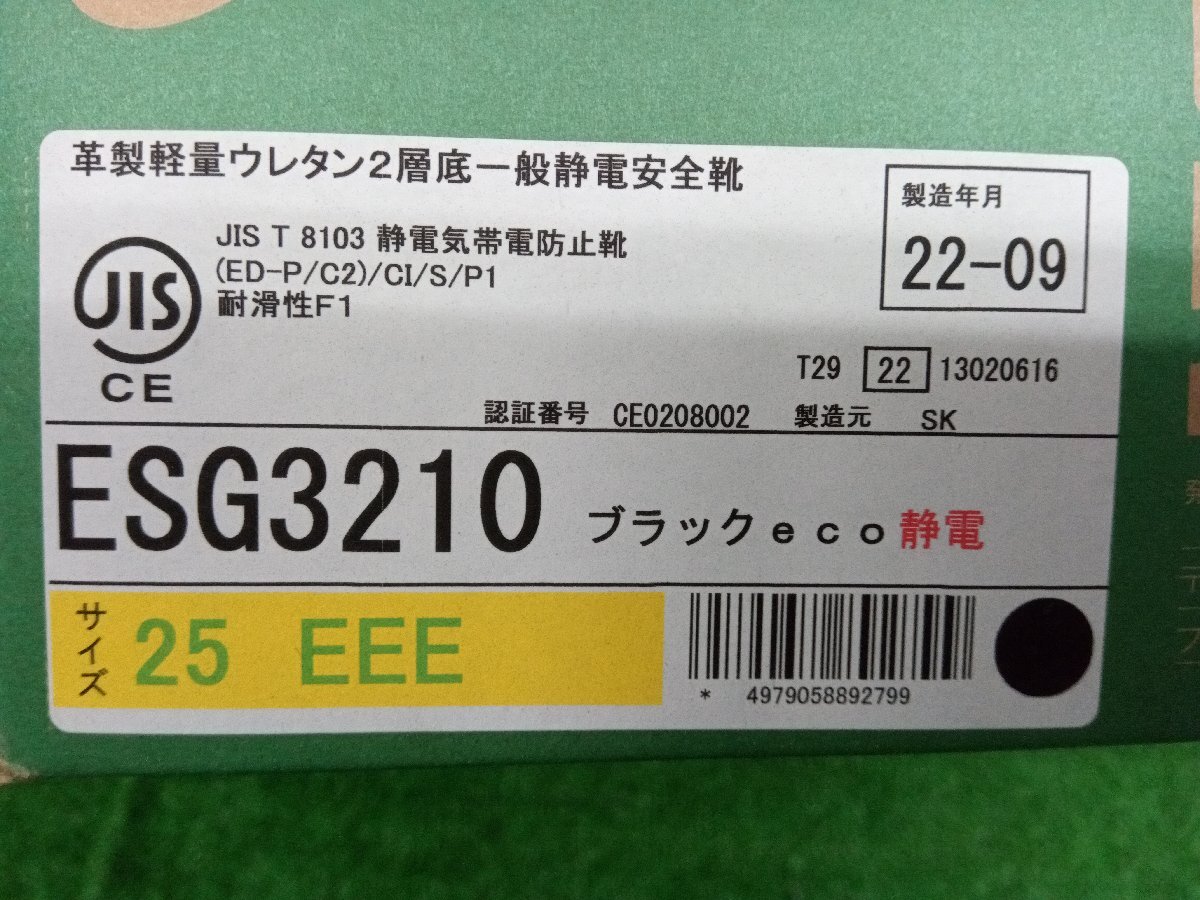 革製軽量ウレタン2層底一般静電安全靴
JIS T 8103 静電気帯電防止靴
(ED-P/C2)/CI/S/P1
耐滑性F1
JIS
CE
製造年月
22-09
T29 22 13020616
認証番号 CE0208002 製造元 SK
ESG3210 ブラックｅｃｏ静電
サイズ 25 EEE
* 4979058892799